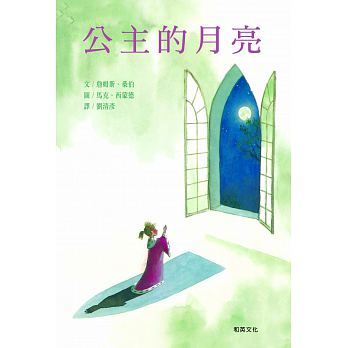 公主的月亮
文／詹姆斯・桑伯
圖／馬克・西蒙德
譯／劉清彥
和英文化